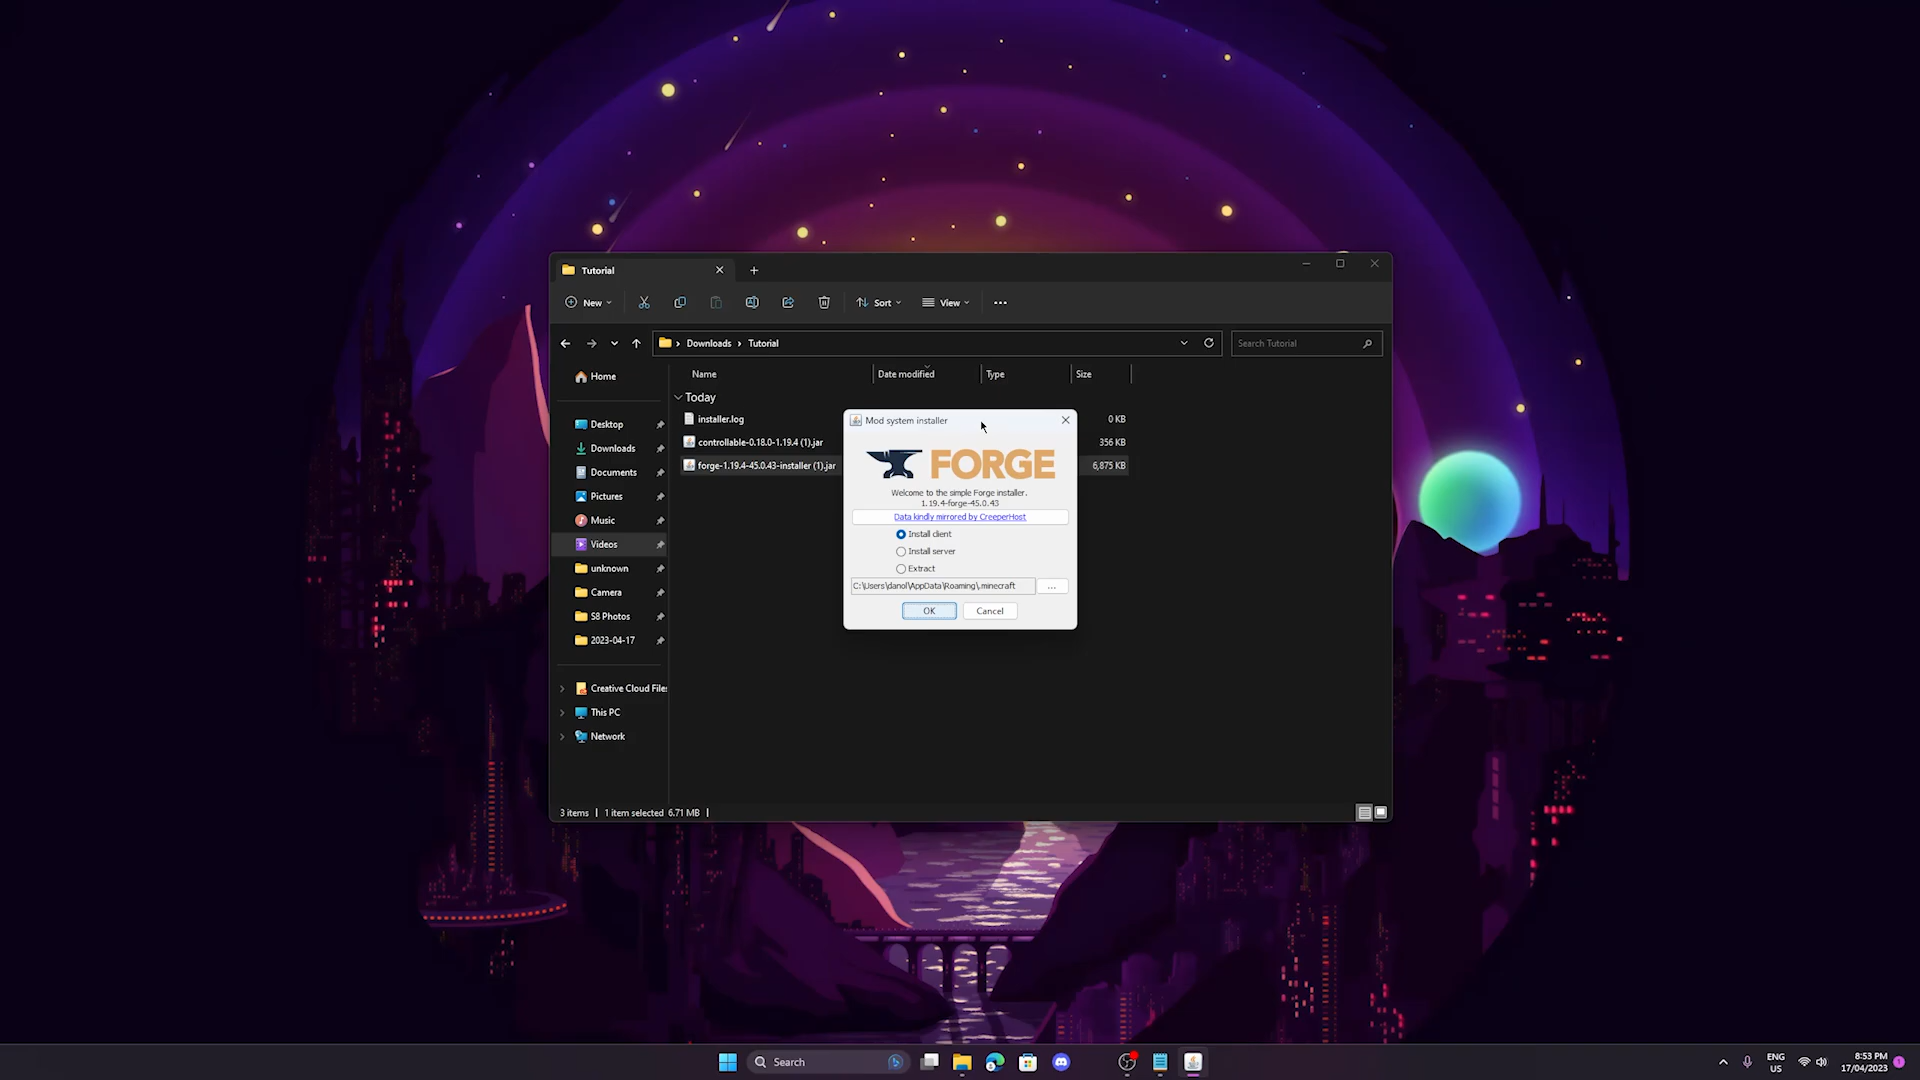 Tutorial
New
Sort
View
Downloads
Tutorial
Search Tutorial
Home
Desktop
Downloads
Documents
Pictures
Music
Videos
unknown
Camera
S8 Photos
2023-04-17
Creative Cloud Files
This PC
Network
Name
Date modified
Type
Size
Today
installer.log
0 KB
controllable-0.18.0-1.19.4 (1).jar
356 KB
forge-1.19.4-45.0.43-installer (1).jar
6,875 KB
Mod system installer
FORGE
Welcome to the simple Forge installer.
1.19.4-forge-45.0.43
Data kindly mirrored by CreeperHost
Install client
Install server
Extract
C:\Users\danol\AppData\Roaming\.minecraft
...
OK
Cancel
3 items
1 item selected 6.71 MB
Search
ENG
US
8:53 PM
17/04/2023
1